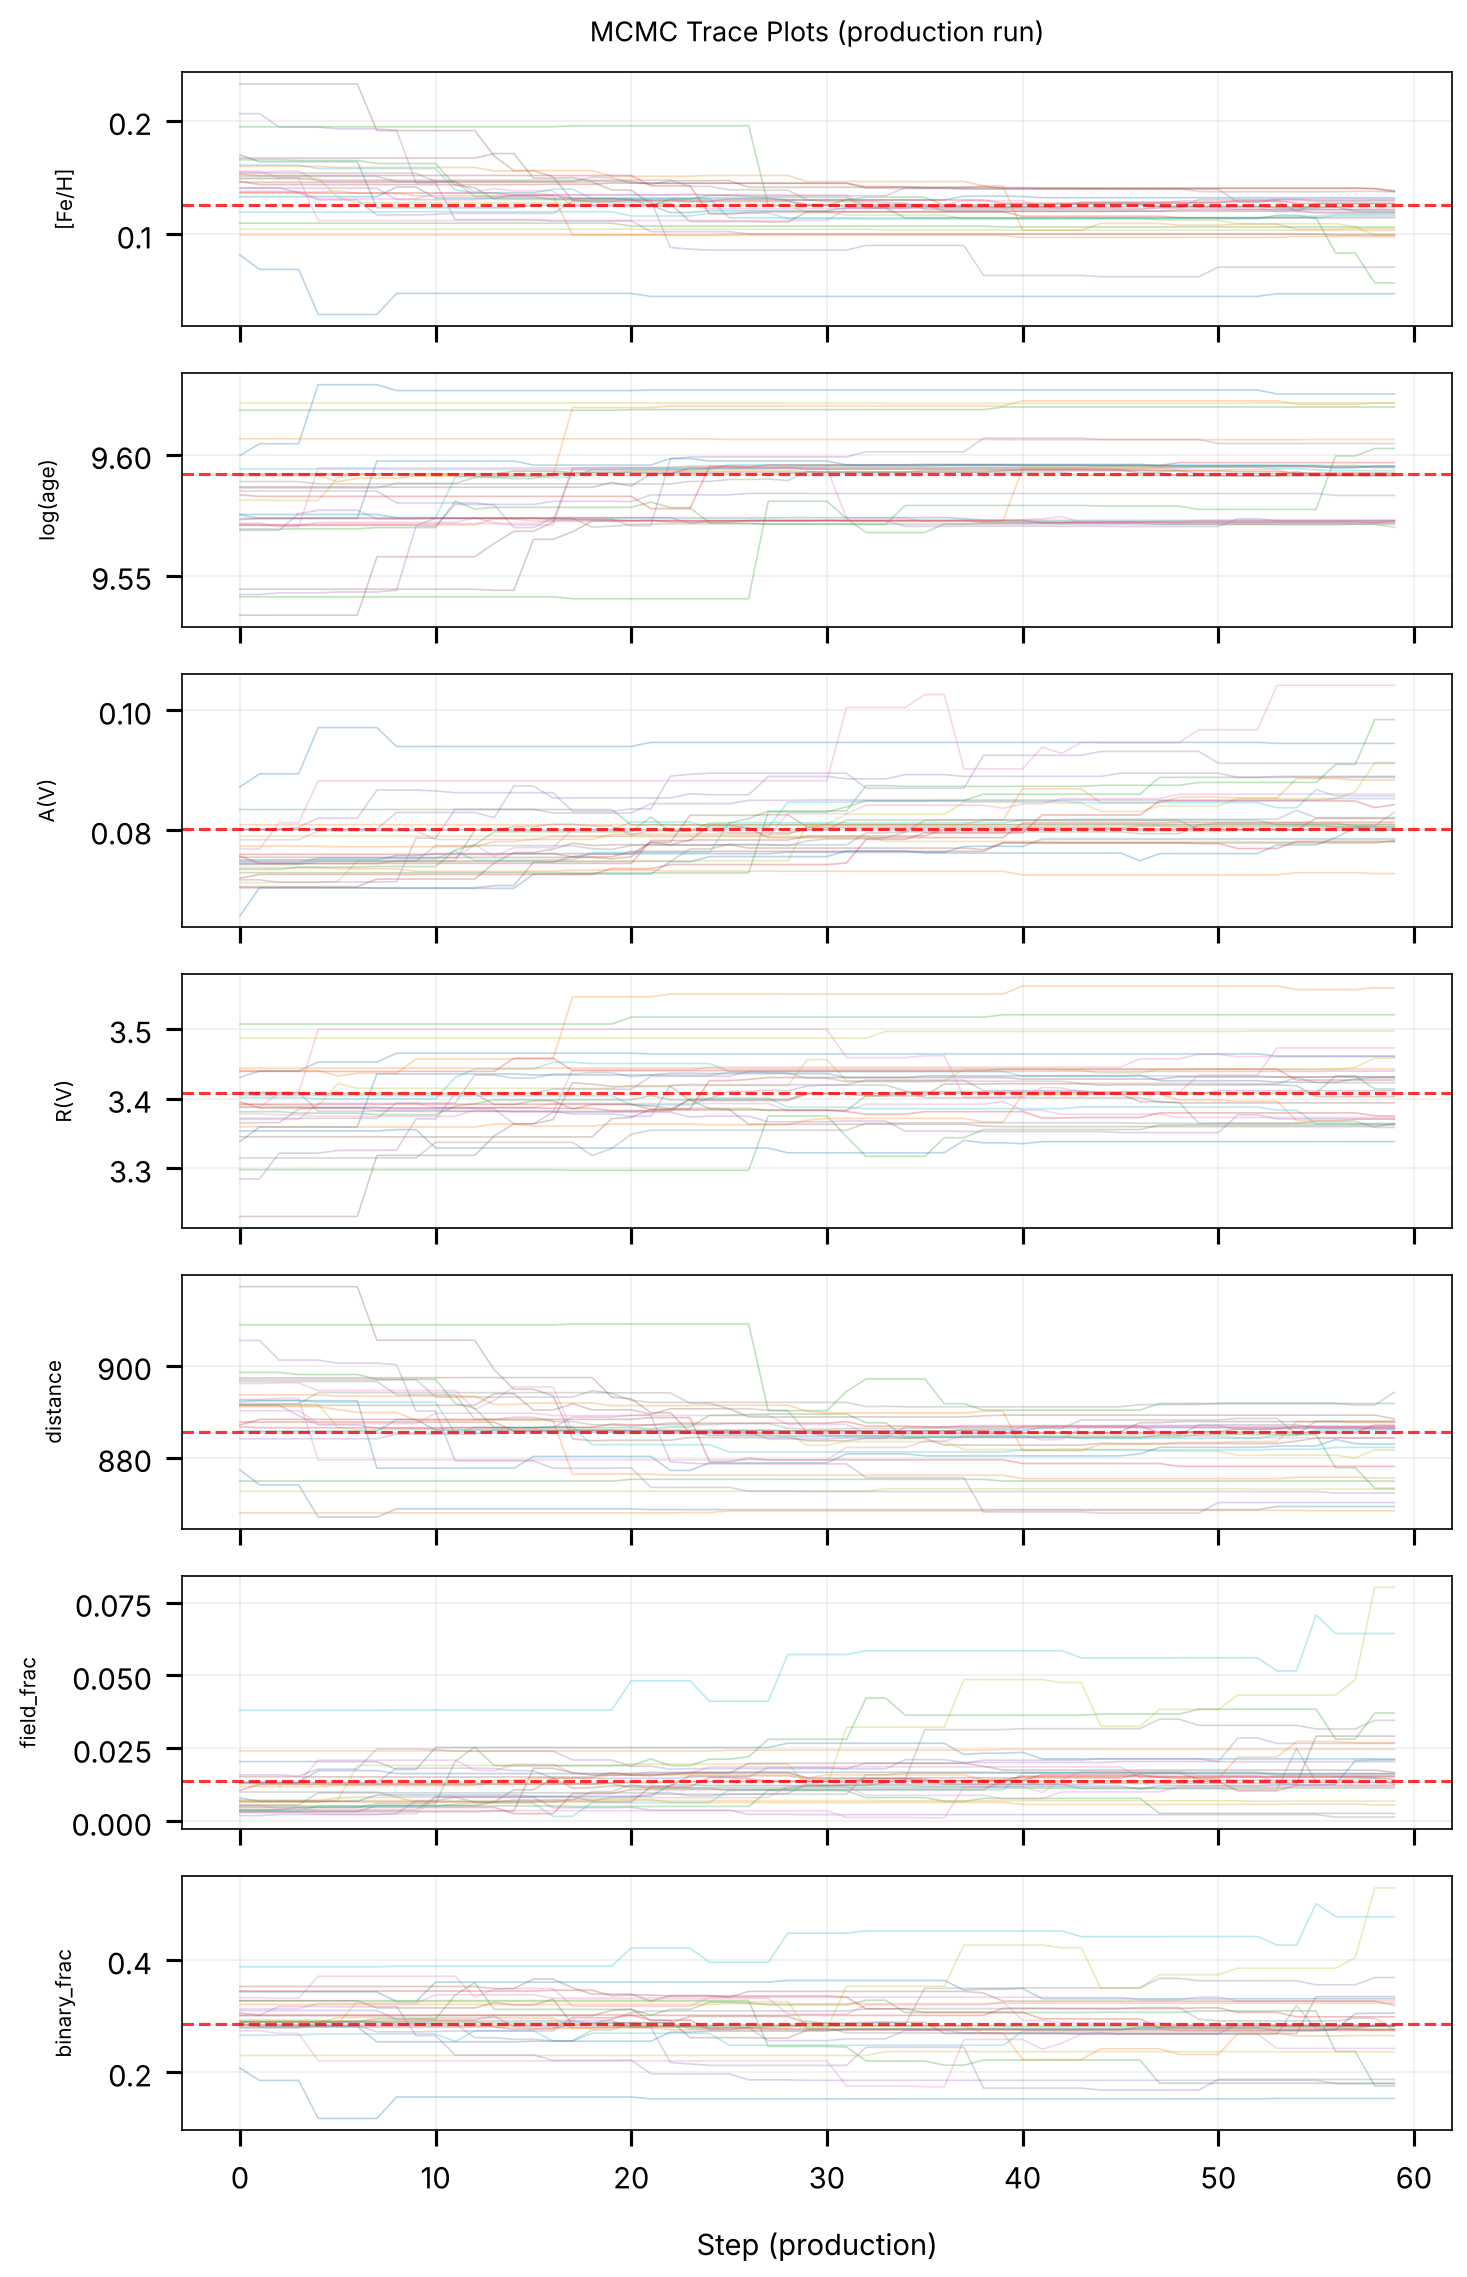 MCMC Trace Plots (production run)
0.2
0.1
[Fe/H]
9.60
9.55
log(age)
0.10
0.08
A(V)
3.5
3.4
3.3
R(V)
900
880
distance
0.075
0.050
0.025
0.000
field_frac
0.4
0.2
binary_frac
0 10 20 30 40 50 60
Step (production)